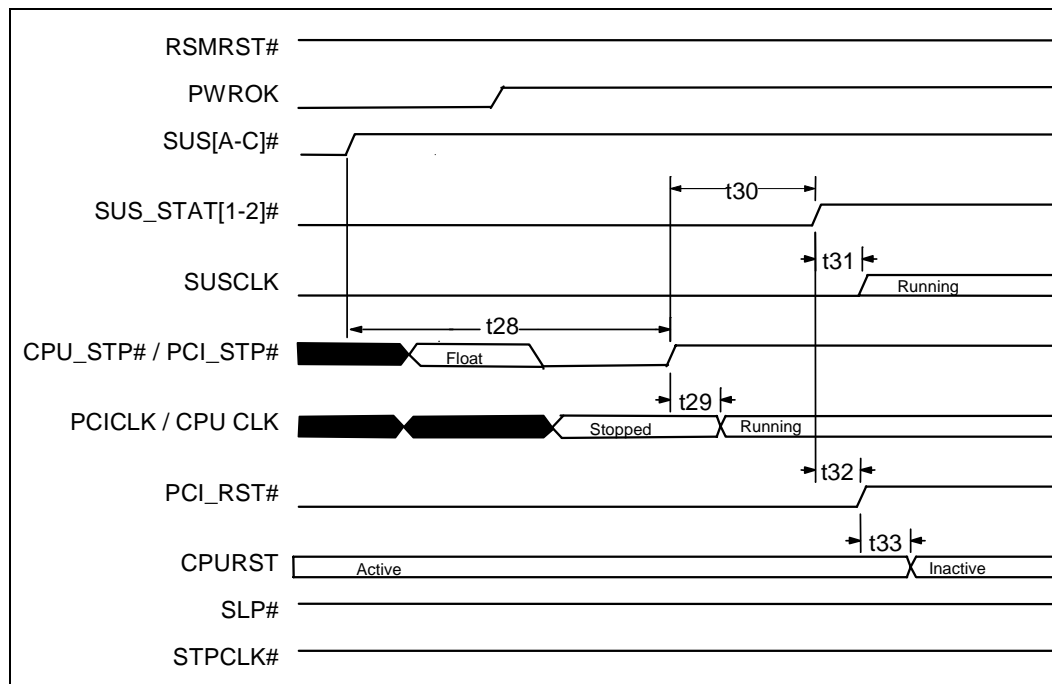 RSMRST#
PWROK
SUS[A-C]#
t30
SUS_STAT[1-2]#
t31
SUSCLK
Running
t28
CPU_STP# / PCI_STP#
Float
t29
PCICLK / CPU CLK
Stopped
Running
t32
PCI_RST#
t33
CPURST
Active
Inactive
SLP#
STPCLK#